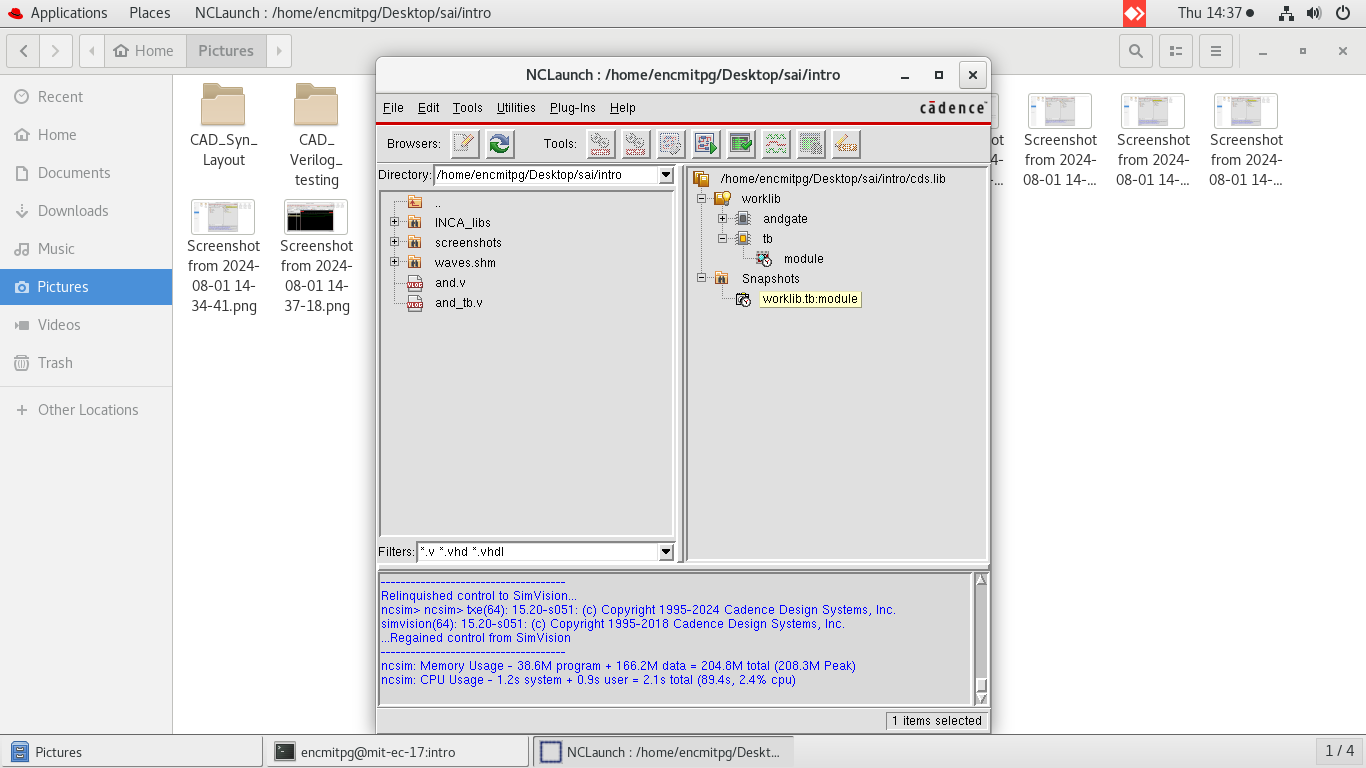 Applications Places NCLaunch : /home/encmitpg/Desktop/sai/intro Thu 14:37
Home Pictures
NCLaunch : /home/encmitpg/Desktop/sai/intro
File Edit Tools Utilities Plug-Ins Help cādence
Browsers: Tools:
Directory: /home/encmitpg/Desktop/sai/intro
..
INCA_libs
screenshots
waves.shm
and.v
and_tb.v
Filters: *.v *.vhd *.vhdl
/home/encmitpg/Desktop/sai/intro/cds.lib
worklib
andgate
tb
module
Snapshots
worklib.tb:module
------------------------------------
Relinquished control to SimVision...
ncsim> ncsim> txe(64): 15.20-s051: (c) Copyright 1995-2024 Cadence Design Systems, Inc.
simvision(64): 15.20-s051: (c) Copyright 1995-2018 Cadence Design Systems, Inc.
...Regained control from SimVision
------------------------------------
ncsim: Memory Usage - 38.6M program + 166.2M data = 204.8M total (208.3M Peak)
ncsim: CPU Usage - 1.2s system + 0.9s user = 2.1s total (89.4s, 2.4% cpu)
1 items selected
Recent
Home
Documents
Downloads
Music
Pictures
Videos
Trash
Other Locations
CAD_Syn_
Layout
CAD_
Verilog_
testing
Screenshot
from 2024-
08-01 14-
34-41.png
Screenshot
from 2024-
08-01 14-
37-18.png
Screenshot
from 2024-
08-01 14-...
Screenshot
from 2024-
08-01 14-...
Screenshot
from 2024-
08-01 14-...
Pictures
encmitpg@mit-ec-17:intro
NCLaunch : /home/encmitpg/Deskt...
1 / 4